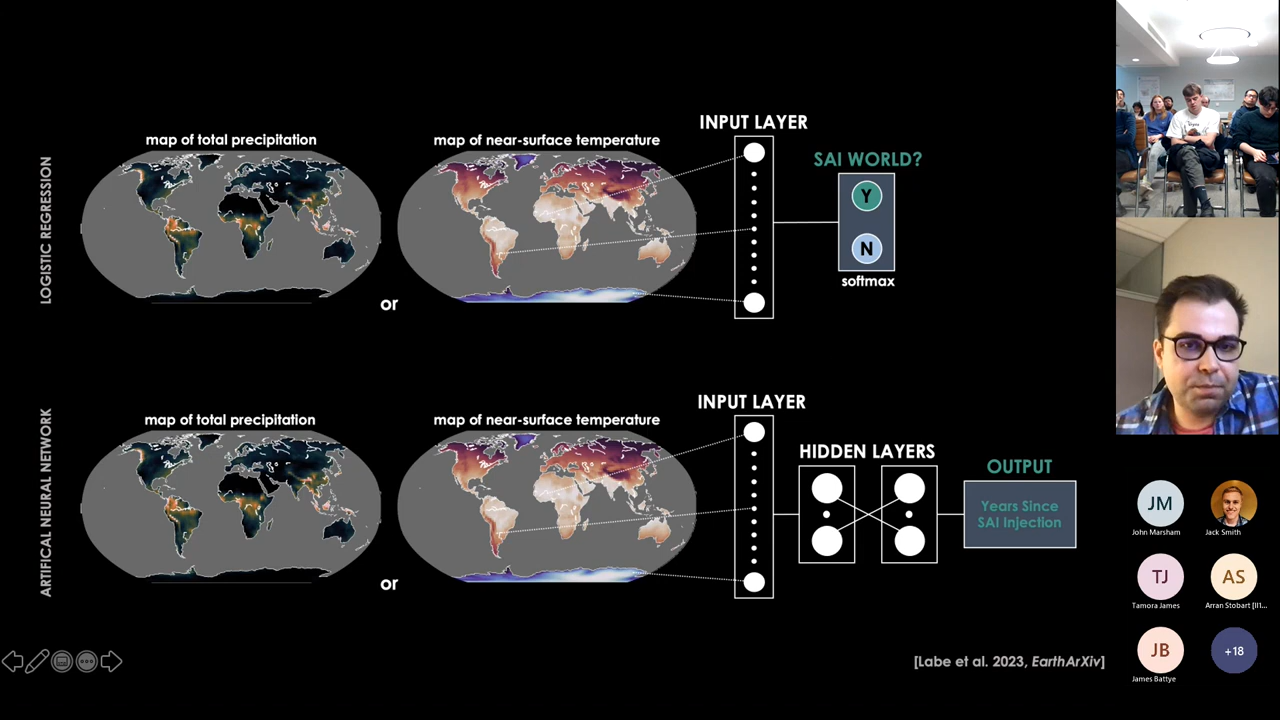 LOGISTIC REGRESSION
map of total precipitation
or
map of near-surface temperature
INPUT LAYER
SAI WORLD?
Y
N
softmax
ARTIFICAL NEURAL NETWORK
map of total precipitation
or
map of near-surface temperature
INPUT LAYER
HIDDEN LAYERS
OUTPUT
Years Since
SAI Injection
[Labe et al. 2023, EarthArXiv]
JM
John Marsham
Jack Smith
TJ
Tamora James
AS
Arran Stobart [il1...
JB
James Battye
+18